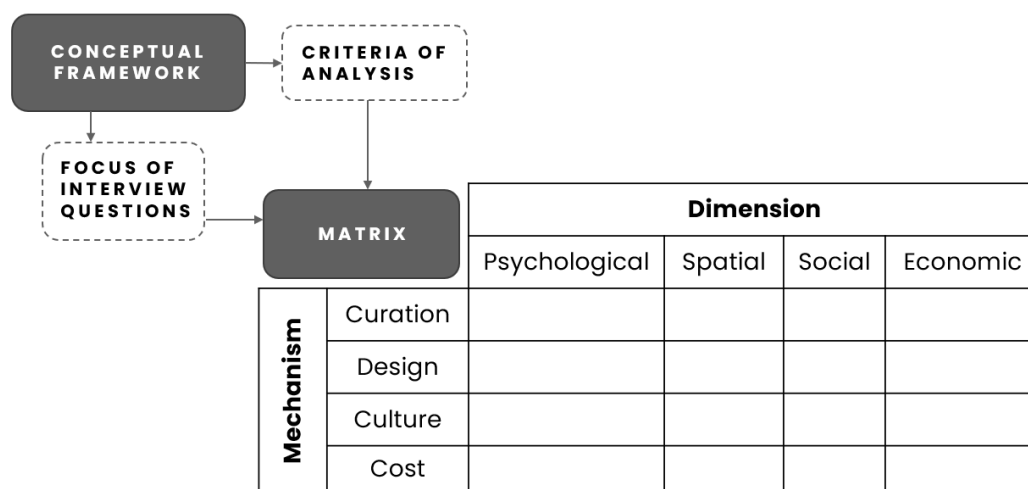 CONCEPTUAL
FRAMEWORK
CRITERIA OF
ANALYSIS
FOCUS OF
INTERVIEW
QUESTIONS
MATRIX
Dimension
Psychological Spatial Social Economic
Mechanism
Curation
Design
Culture
Cost